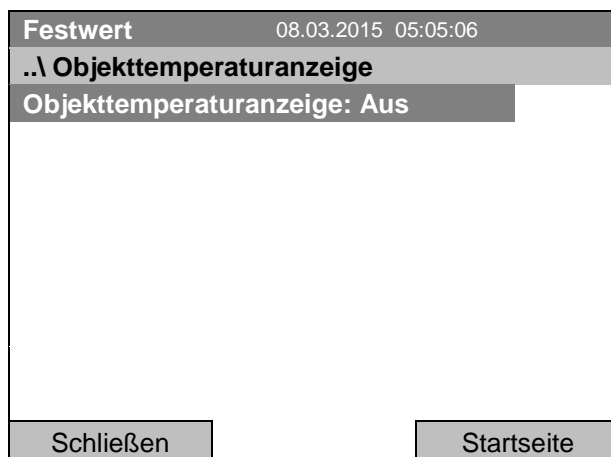 Festwert 08.03.2015 05:05:06
..\ Objekttemperaturanzeige
Objekttemperaturanzeige: Aus
Schließen Startseite